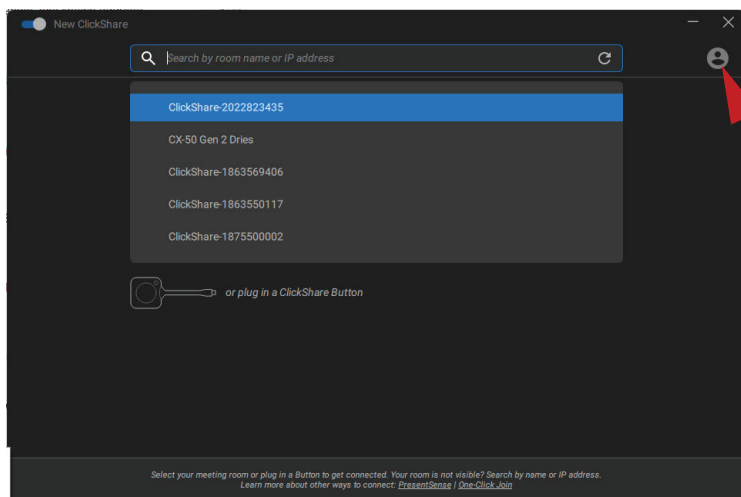 New ClickShare
Search by room name or IP address
ClickShare-2022823435
CX-50 Gen 2 Dries
ClickShare-1863569406
ClickShare-1863550117
ClickShare-1875500002
or plug in a ClickShare Button
Select your meeting room or plug in a Button to get connected. Your room is not visible? Search by name or IP address.
Learn more about other ways to connect: PresentSense | One-Click Join